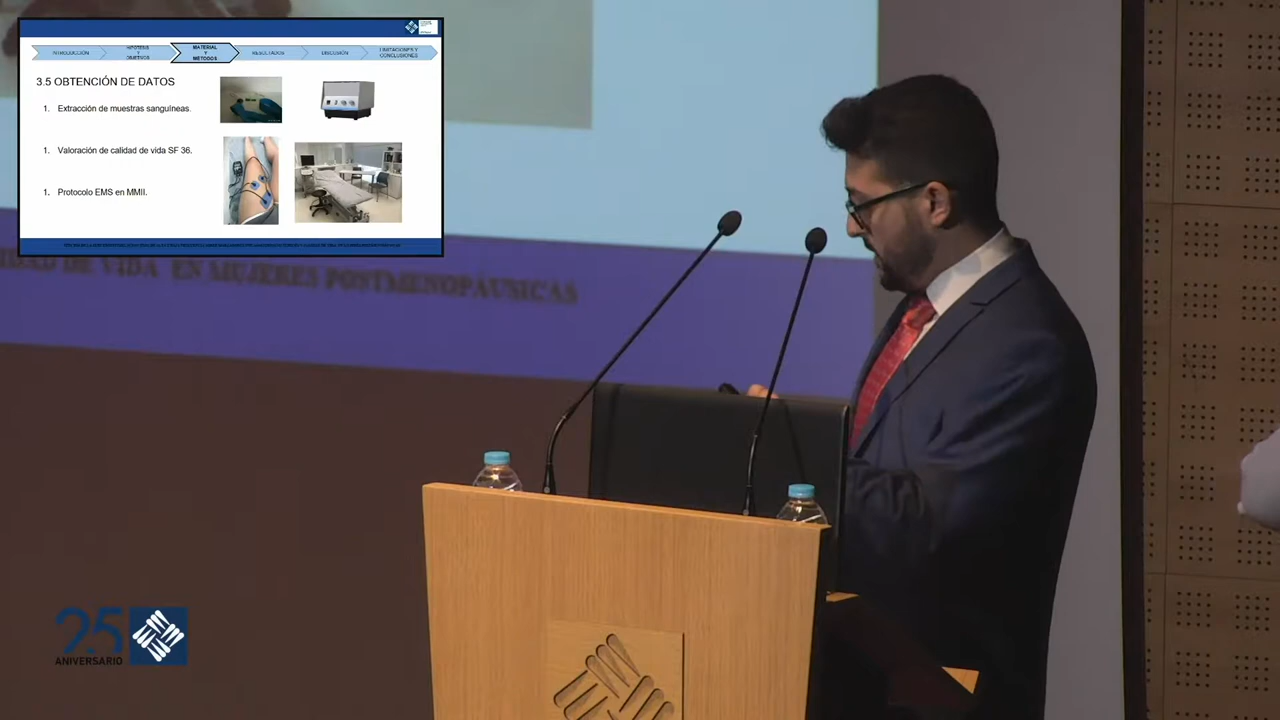 INTRODUCCIÓN
HIPÓTESIS
Y
OBJETIVOS
MATERIAL
Y
MÉTODOS
RESULTADOS
DISCUSIÓN
LIMITACIONES Y
CONCLUSIONES
3.5 OBTENCIÓN DE DATOS
1. Extracción de muestras sanguíneas.
1. Valoración de calidad de vida SF 36.
1. Protocolo EMS en MMII.
DE VIDA EN MUJERES POSTMENOPÁUSICAS
25
ANIVERSARIO